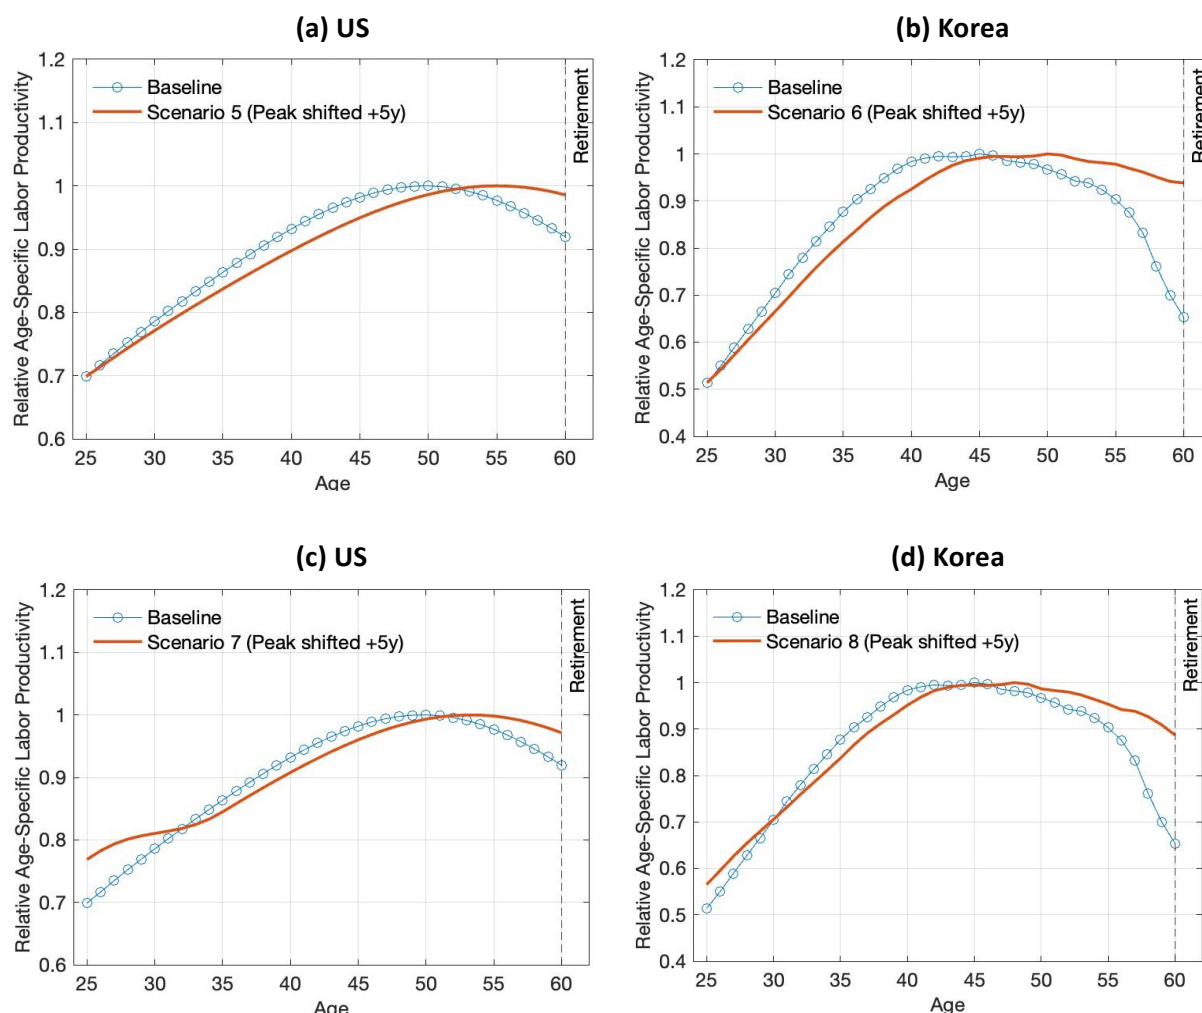 (a) US
Relative Age-Specific Labor Productivity
1.2
1.1
1
0.9
0.8
0.7
0.6
Baseline
Scenario 5 (Peak shifted +5y)
Retirement
25
30
35
40
45
50
55
60
Age
(b) Korea
Relative Age-Specific Labor Productivity
1.2
1.1
1
0.9
0.8
0.7
0.6
0.5
0.4
Baseline
Scenario 6 (Peak shifted +5y)
Retirement
25
30
35
40
45
50
55
60
Age
(c) US
Relative Age-Specific Labor Productivity
1.2
1.1
1
0.9
0.8
0.7
0.6
Baseline
Scenario 7 (Peak shifted +5y)
Retirement
25
30
35
40
45
50
55
60
Age
(d) Korea
Relative Age-Specific Labor Productivity
1.2
1.1
1
0.9
0.8
0.7
0.6
0.5
0.4
Baseline
Scenario 8 (Peak shifted +5y)
Retirement
25
30
35
40
45
50
55
60
Age